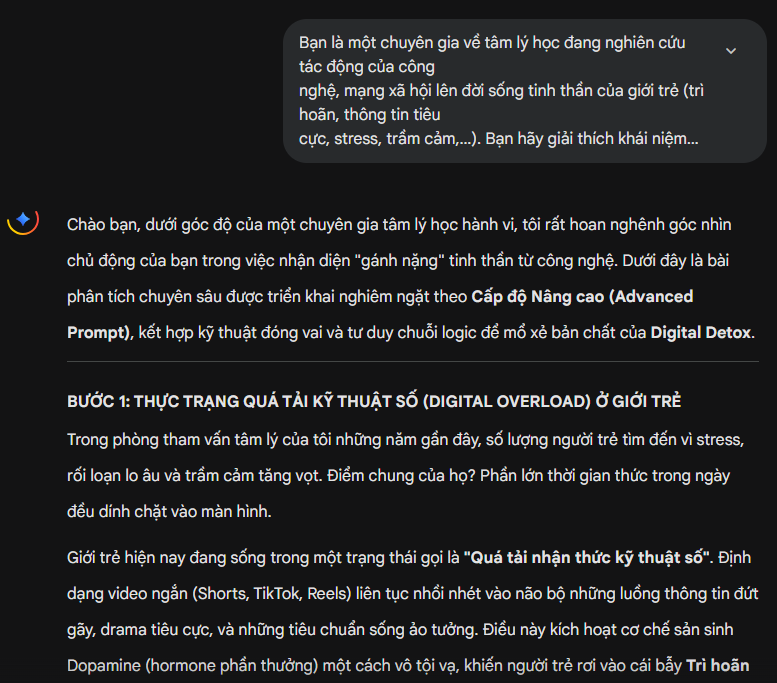 Bạn là một chuyên gia về tâm lý học đang nghiên cứu
tác động của công
nghệ, mạng xã hội lên đời sống tinh thần của giới trẻ (trì
hoãn, thông tin tiêu
cực, stress, trầm cảm,...). Bạn hãy giải thích khái niệm...
Chào bạn, dưới góc độ của một chuyên gia tâm lý học hành vi, tôi rất hoan nghênh góc nhìn
chủ động của bạn trong việc nhận diện "gánh nặng" tinh thần từ công nghệ. Dưới đây là bài
phân tích chuyên sâu được triển khai nghiêm ngặt theo Cấp độ Nâng cao (Advanced
Prompt), kết hợp kỹ thuật đóng vai và tư duy chuỗi logic để mổ xẻ bản chất của Digital Detox.
BƯỚC 1: THỰC TRẠNG QUÁ TẢI KỸ THUẬT SỐ (DIGITAL OVERLOAD) Ở GIỚI TRẺ
Trong phòng tham vấn tâm lý của tôi những năm gần đây, số lượng người trẻ tìm đến vì stress,
rối loạn lo âu và trầm cảm tăng vọt. Điểm chung của họ? Phần lớn thời gian thức trong ngày
đều dính chặt vào màn hình.
Giới trẻ hiện nay đang sống trong một trạng thái gọi là "Quá tải nhận thức kỹ thuật số". Định
dạng video ngắn (Shorts, TikTok, Reels) liên tục nhồi nhét vào não bộ những luồng thông tin đứt
gãy, drama tiêu cực, và những tiêu chuẩn sống ảo tưởng. Điều này kích hoạt cơ chế sản sinh
Dopamine (hormone phần thưởng) một cách vô tội vạ, khiến người trẻ rơi vào cái bẫy Trì hoãn